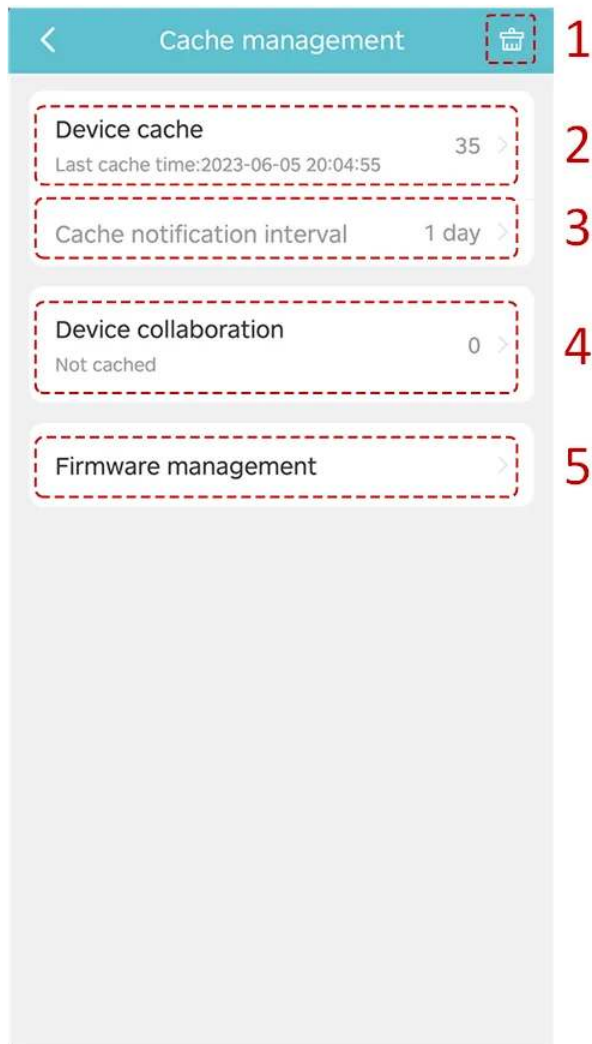 Cache management
1
Device cache
35
Last cache time:2023-06-05 20:04:55
2
Cache notification interval
1 day
3
Device collaboration
0
Not cached
4
Firmware management
5